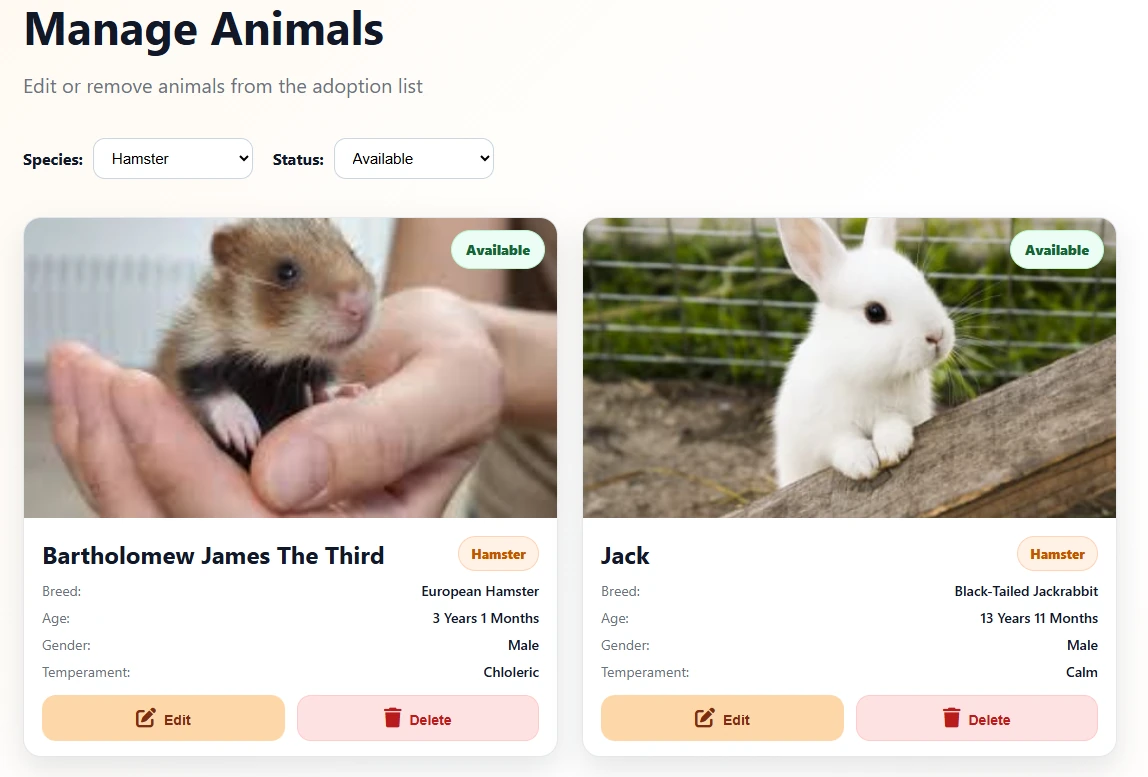 Manage Animals
Edit or remove animals from the adoption list
Species: Hamster Status: Available
Available
Bartholomew James The Third Hamster
Breed: European Hamster
Age: 3 Years 1 Months
Gender: Male
Temperament: Chloleric
Edit Delete
Available
Jack Hamster
Breed: Black-Tailed Jackrabbit
Age: 13 Years 11 Months
Gender: Male
Temperament: Calm
Edit Delete